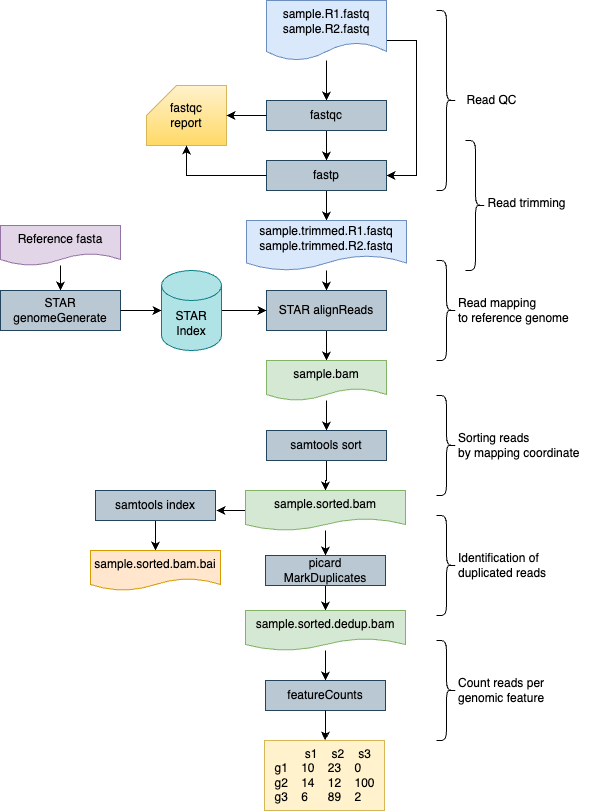 sample.R1.fastq
sample.R2.fastq
Read QC
fastqc
report
fastqc
fastp
Read trimming
sample.trimmed.R1.fastq
sample.trimmed.R2.fastq
Reference fasta
STAR
genomeGenerate
STAR
Index
STAR alignReads
Read mapping
to reference genome
sample.bam
samtools sort
Sorting reads
by mapping coordinate
samtools index
sample.sorted.bam
sample.sorted.bam.bai
picard
MarkDuplicates
Identification of
duplicated reads
sample.sorted.dedup.bam
featureCounts
Count reads per
genomic feature
s1 s2 s3
g1 10 23 0
g2 14 12 100
g3 6 89 2